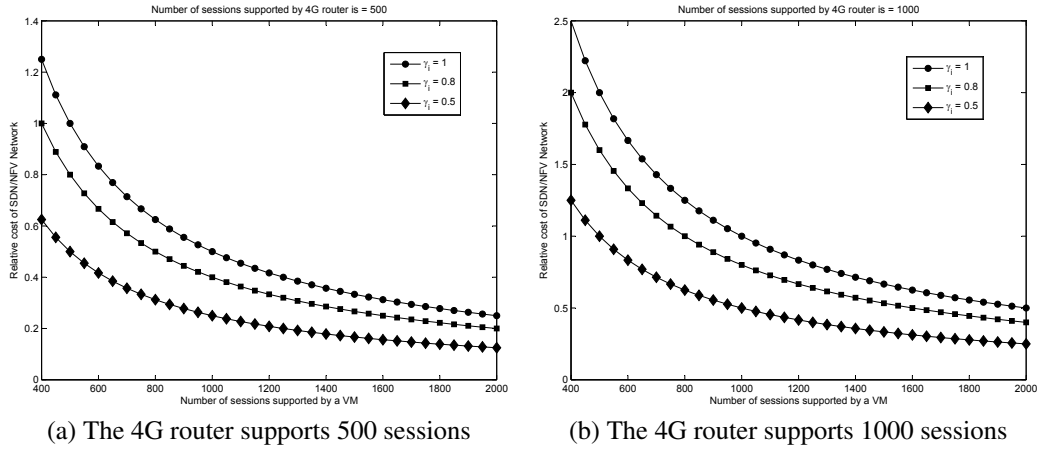 Number of sessions supported by 4G router is = 500
1.4
1.2
1
0.8
0.6
0.4
0.2
0
Relative cost of SDN/NFV Network
γi = 1
γi = 0.8
γi = 0.5
400 600 800 1000 1200 1400 1600 1800 2000
Number of sessions supported by a VM
(a) The 4G router supports 500 sessions
Number of sessions supported by 4G router is = 1000
2.5
2
1.5
1
0.5
0
Relative cost of SDN/NFV Network
γi = 1
γi = 0.8
γi = 0.5
400 600 800 1000 1200 1400 1600 1800 2000
Number of sessions supported by a VM
(b) The 4G router supports 1000 sessions